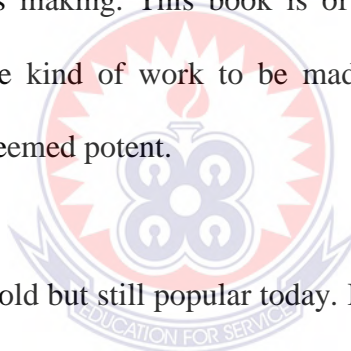 s making. This book is or
e kind of work to be mad
eemed potent.
old but still popular today. I
EDUCATION FOR SERVICE